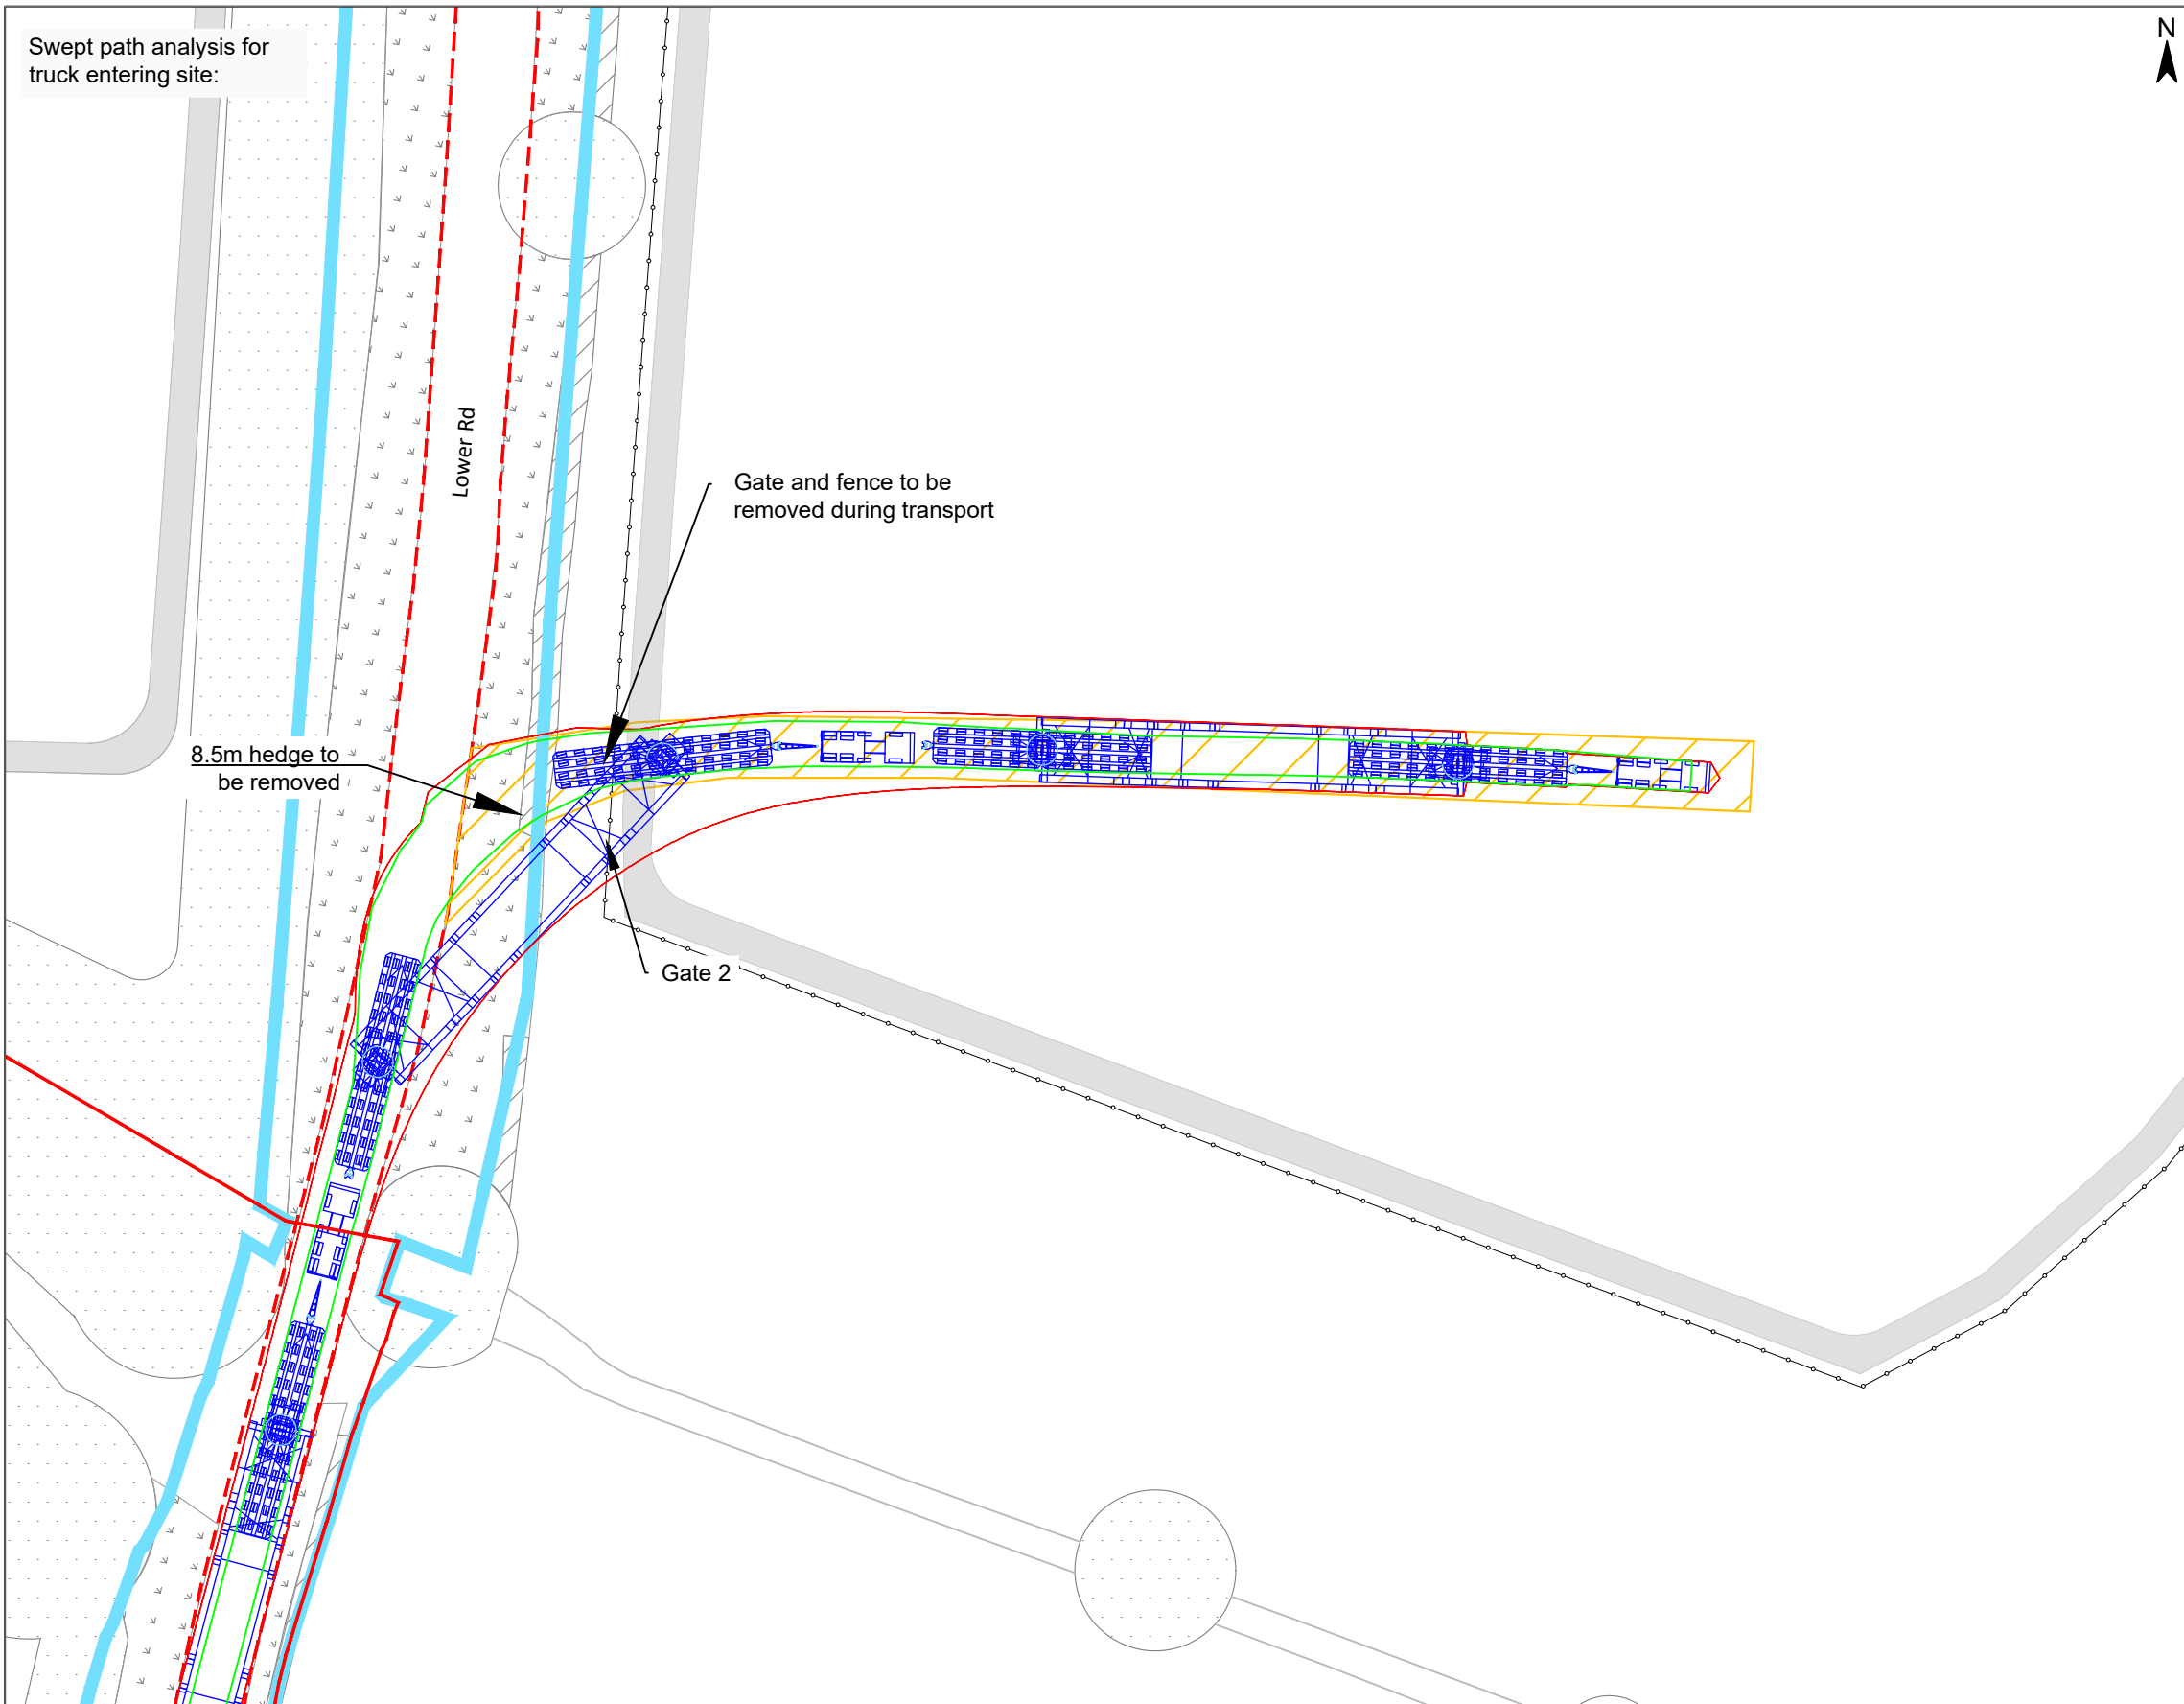 Swept path analysis for
truck entering site:
N
Lower Rd
Gate and fence to be
removed during transport
8.5m hedge to
be removed
Gate 2